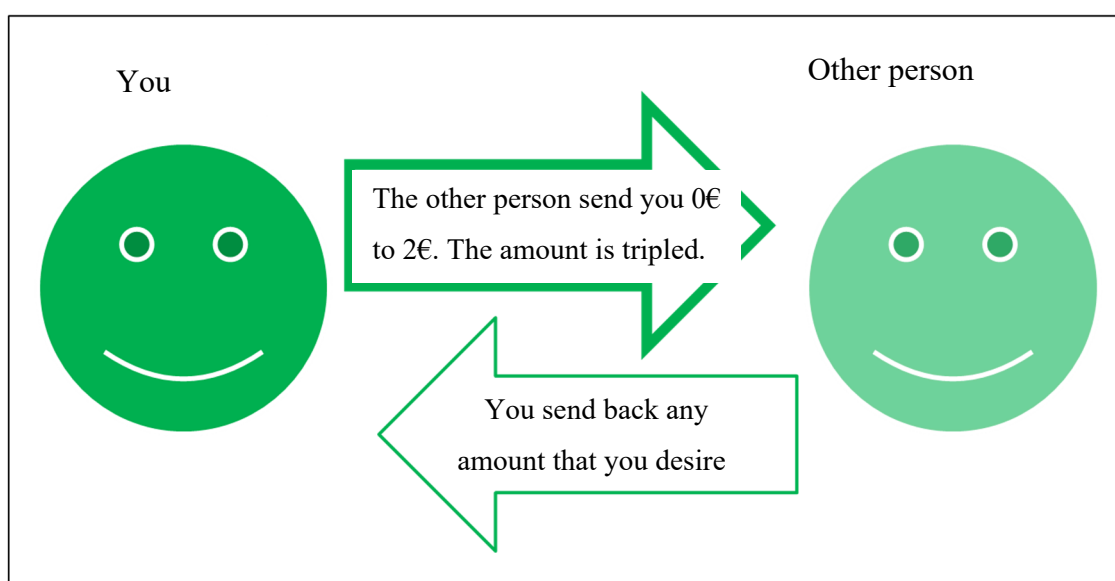 You
Other person
The other person send you 0€
to 2€. The amount is tripled.
You send back any
amount that you desire